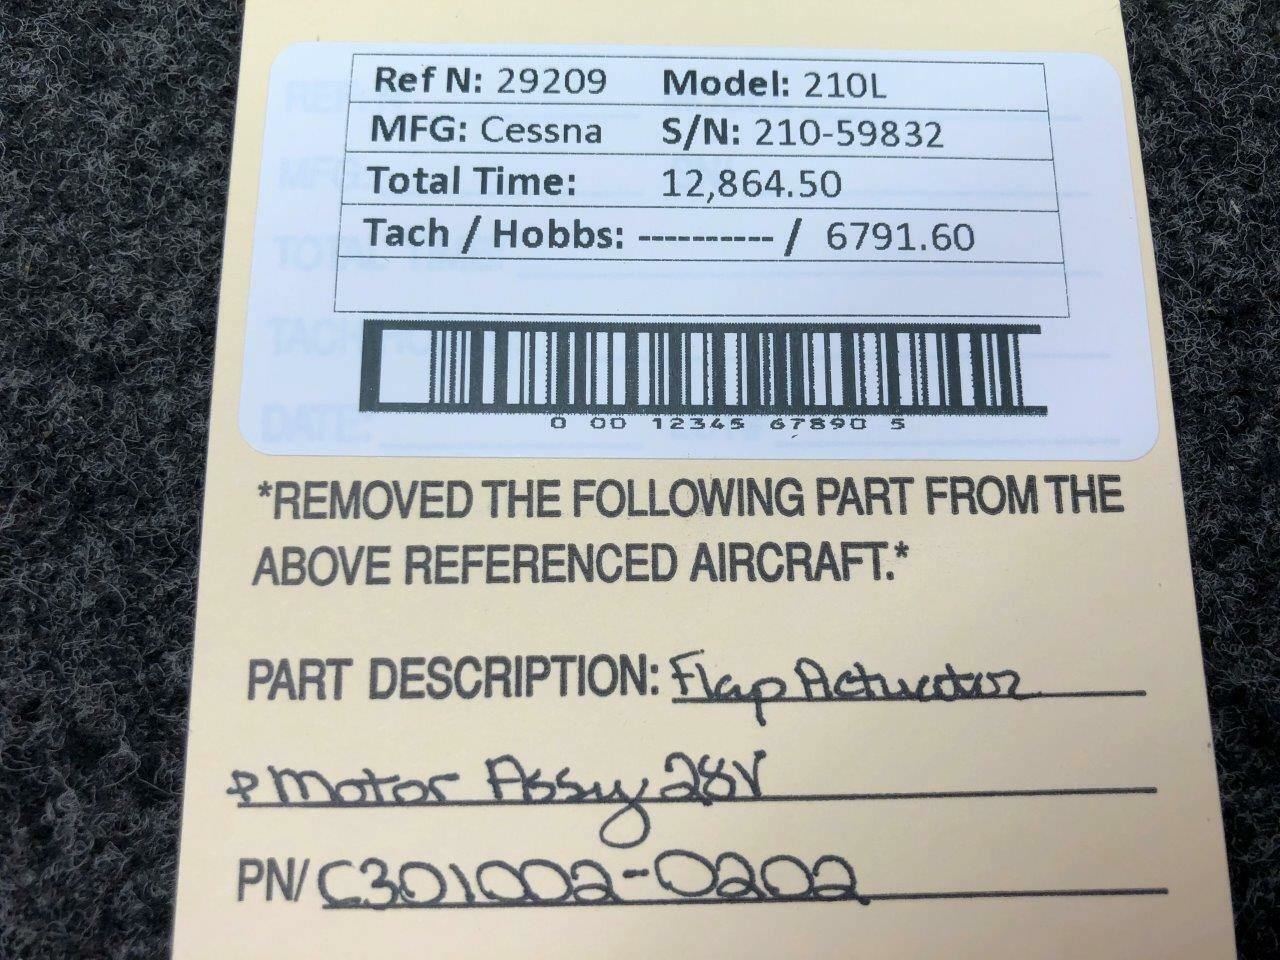 Ref N: 29209 Model: 210L
MFG: Cessna S/N: 210-59832
Total Time: 12,864.50
Tach / Hobbs: ---------- / 6791.60
0 00 12345 67890 5
*REMOVED THE FOLLOWING PART FROM THE
ABOVE REFERENCED AIRCRAFT.*
PART DESCRIPTION: Flap Actuator
& Motor Assy 28V
PN/ C301002-0202